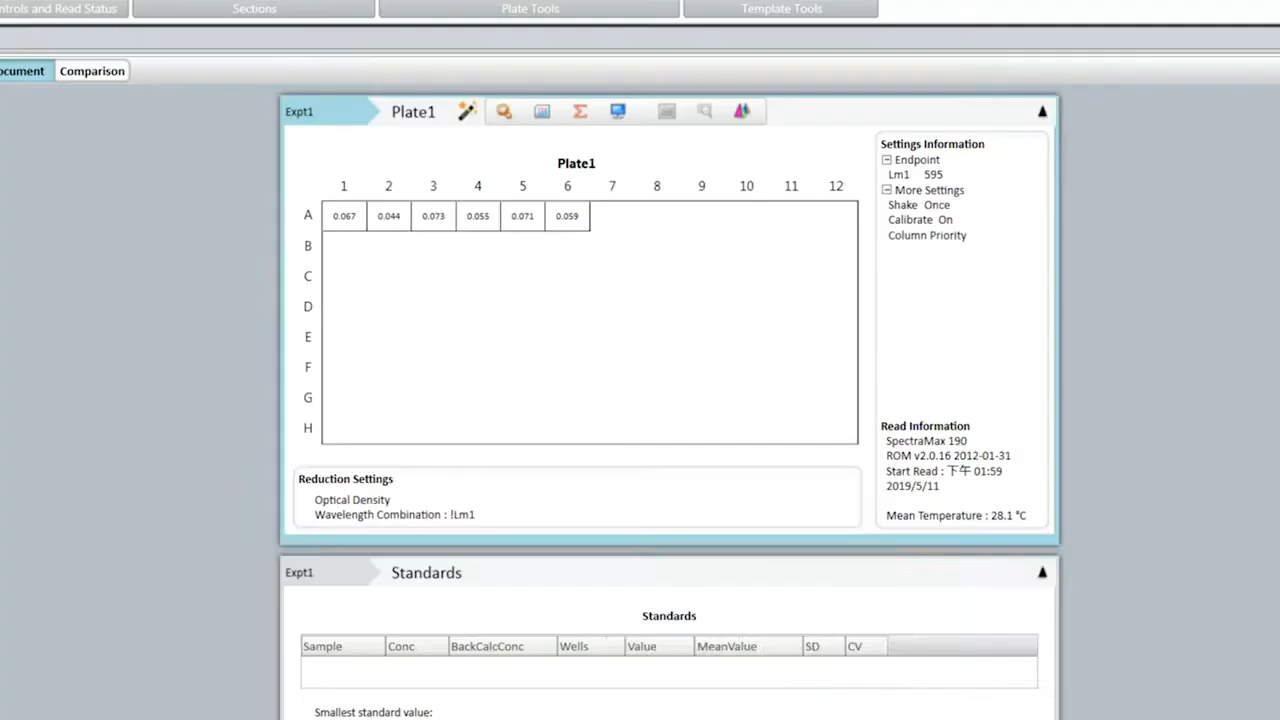 ntrols and Read Status Sections Plate Tools Template Tools
ocument Comparison
Expt1 Plate1
Plate1
1 2 3 4 5 6 7 8 9 10 11 12
A 0.067 0.044 0.073 0.055 0.071 0.059
B
C
D
E
F
G
H
Reduction Settings
Optical Density
Wavelength Combination : !Lm1
Settings Information
Endpoint
Lm1 595
More Settings
Shake Once
Calibrate On
Column Priority
Read Information
SpectraMax 190
ROM v2.0.16 2012-01-31
Start Read : 下午 01:59
2019/5/11
Mean Temperature : 28.1 °C
Expt1 Standards
Standards
Sample Conc BackCalcConc Wells Value MeanValue SD CV
Smallest standard value: